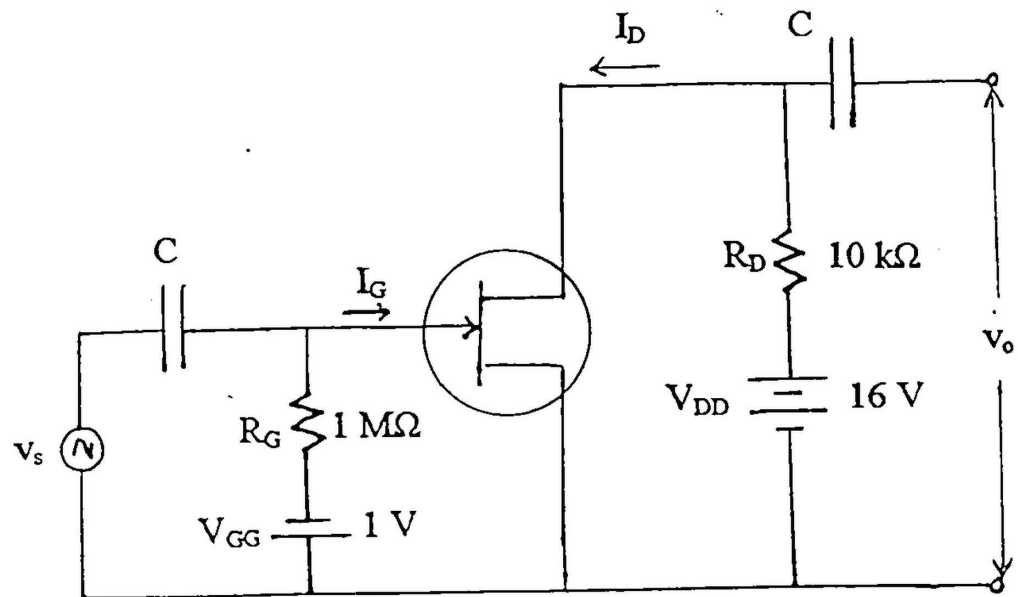 I_D
C
C
I_G
R_D 10 kΩ
v_o
V_DD 16 V
R_G 1 MΩ
v_s
V_GG 1 V